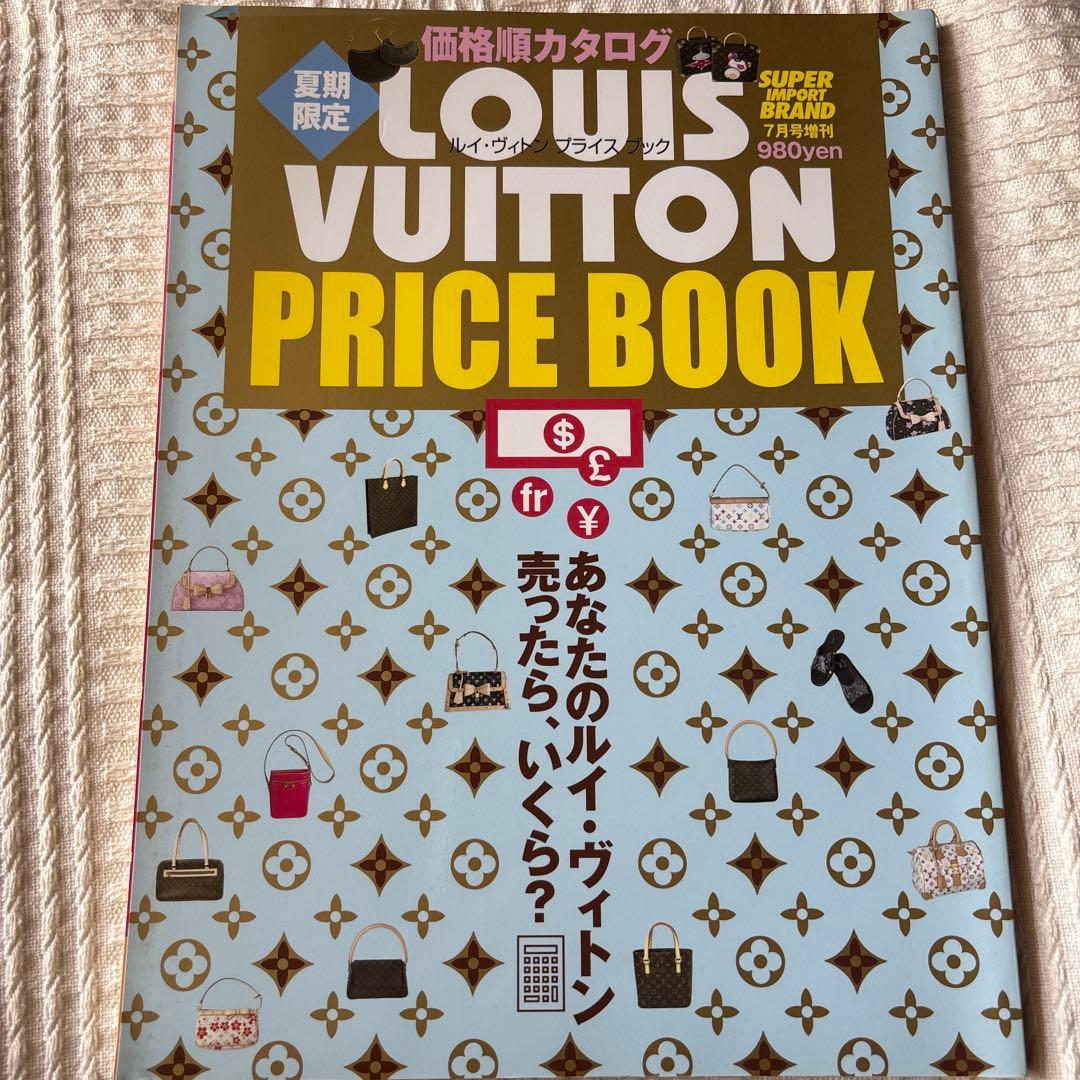 価格順カタログ
夏期
限定
LOUIS
ルイ・ヴィトン プライス ブック
VUITTON
PRICE BOOK
SUPER
IMPORT
BRAND
7月号増刊
980yen
$
£
fr
¥
あなたのルイ・ヴィトン
売ったら、いくら?